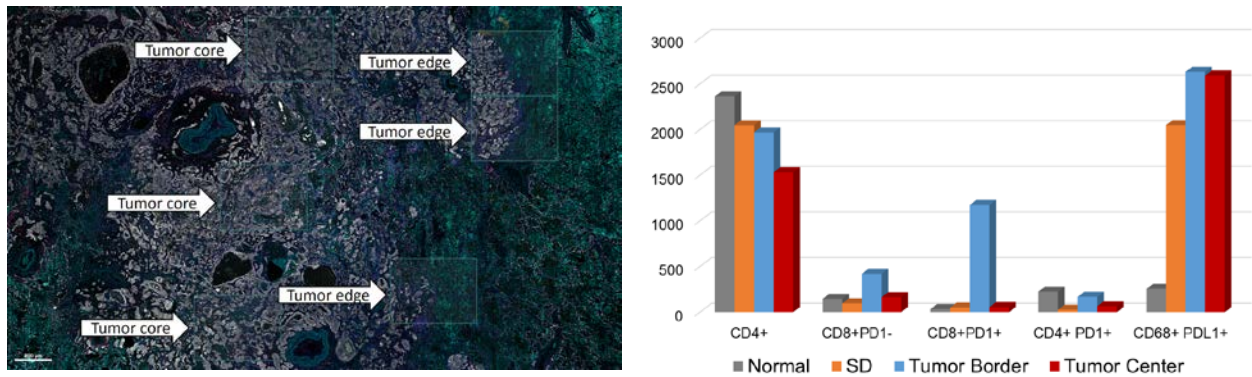 Tumor core
Tumor edge
Tumor edge
Tumor core
Tumor edge
Tumor core
3000
2500
2000
1500
1000
500
0
CD4+ CD8+PD1- CD8+PD1+ CD4+ PD1+ CD68+ PDL1+
Normal SD Tumor Border Tumor Center